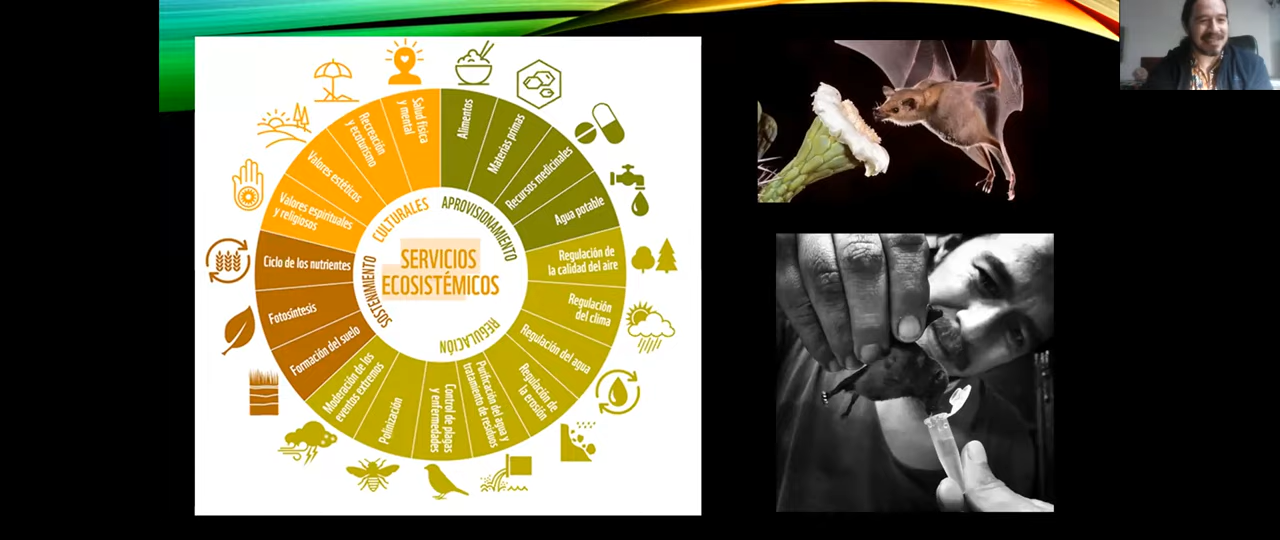 SERVICIOS
ECOSISTÉMICOS
CULTURALES
APROVISIONAMIENTO
REGULACIÓN
SOSTENIMIENTO
Alimentos
Materias primas
Recursos medicinales
Agua potable
Regulación de
la calidad del aire
Regulación
del clima
Regulación del agua
Regulación de
la erosión
Purificación del agua y
tratamiento de residuos
Control de plagas
y enfermedades
Polinización
Moderación de los
eventos extremos
Formación del suelo
Fotosíntesis
Ciclo de los nutrientes
Valores espirituales
y religiosos
Valores estéticos
Recreación
y ecoturismo
Salud física
y mental